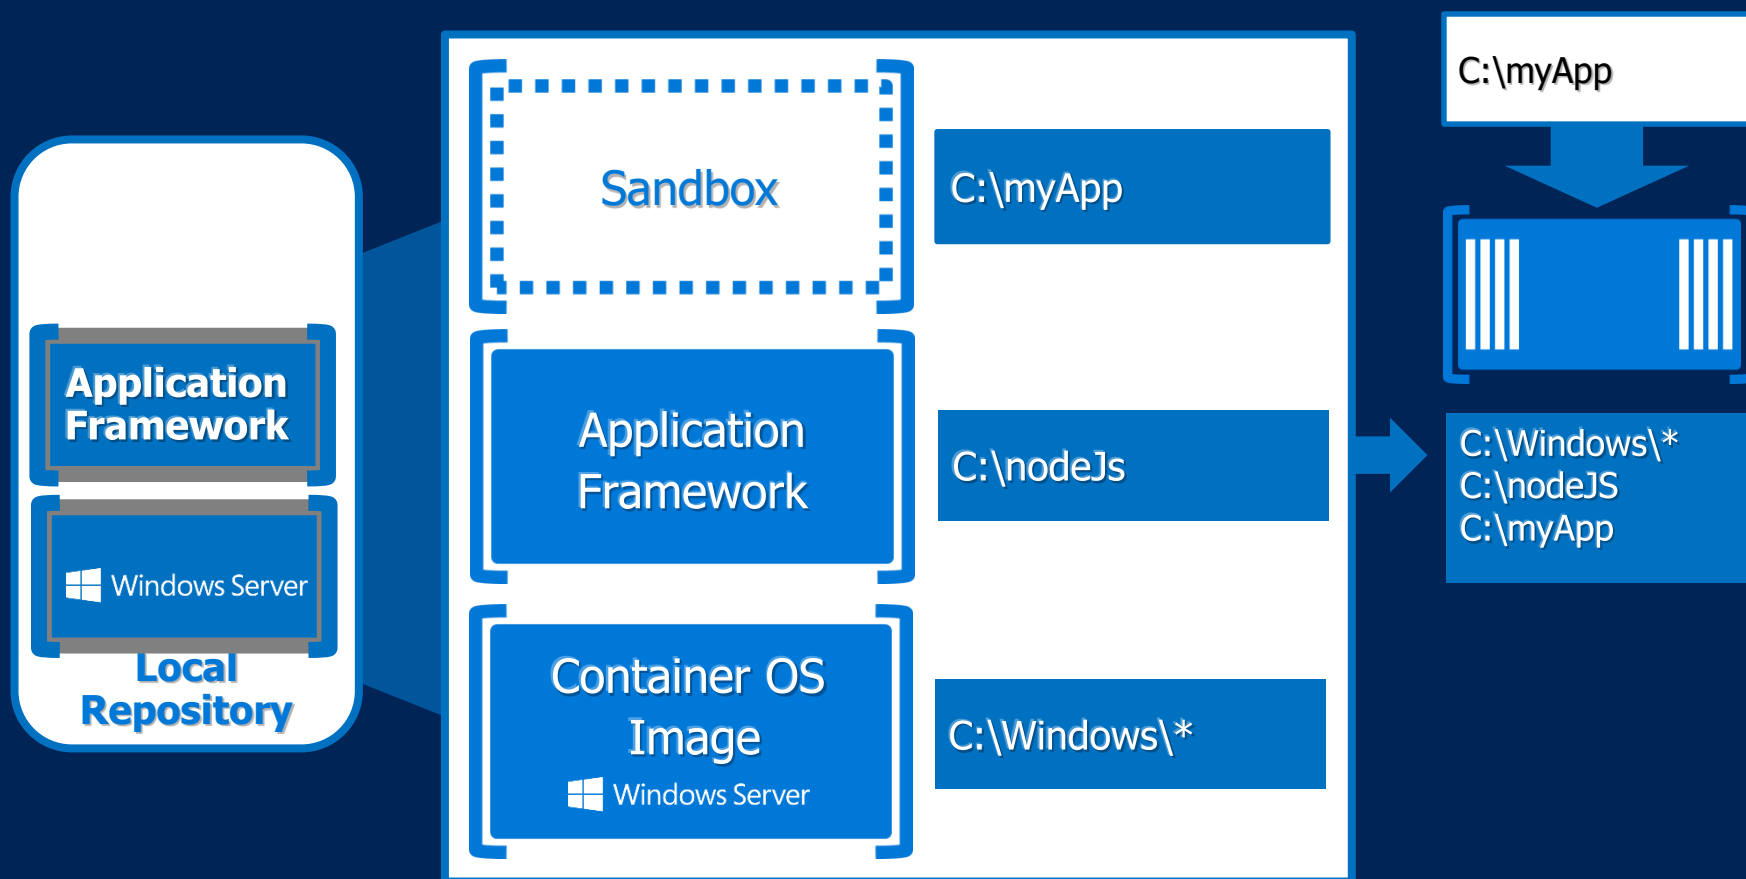 Application
Framework
Windows Server
Local
Repository
Sandbox
C:\myApp
Application
Framework
C:\nodeJs
Container OS
Image
Windows Server
C:\Windows\*
C:\myApp
C:\Windows\*
C:\nodeJS
C:\myApp